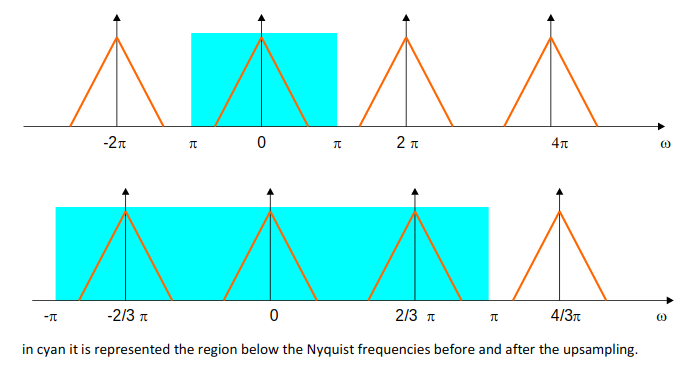 -2π π 0 π 2 π 4π ω
-π -2/3 π 0 2/3 π π 4/3π ω
in cyan it is represented the region below the Nyquist frequencies before and after the upsampling.